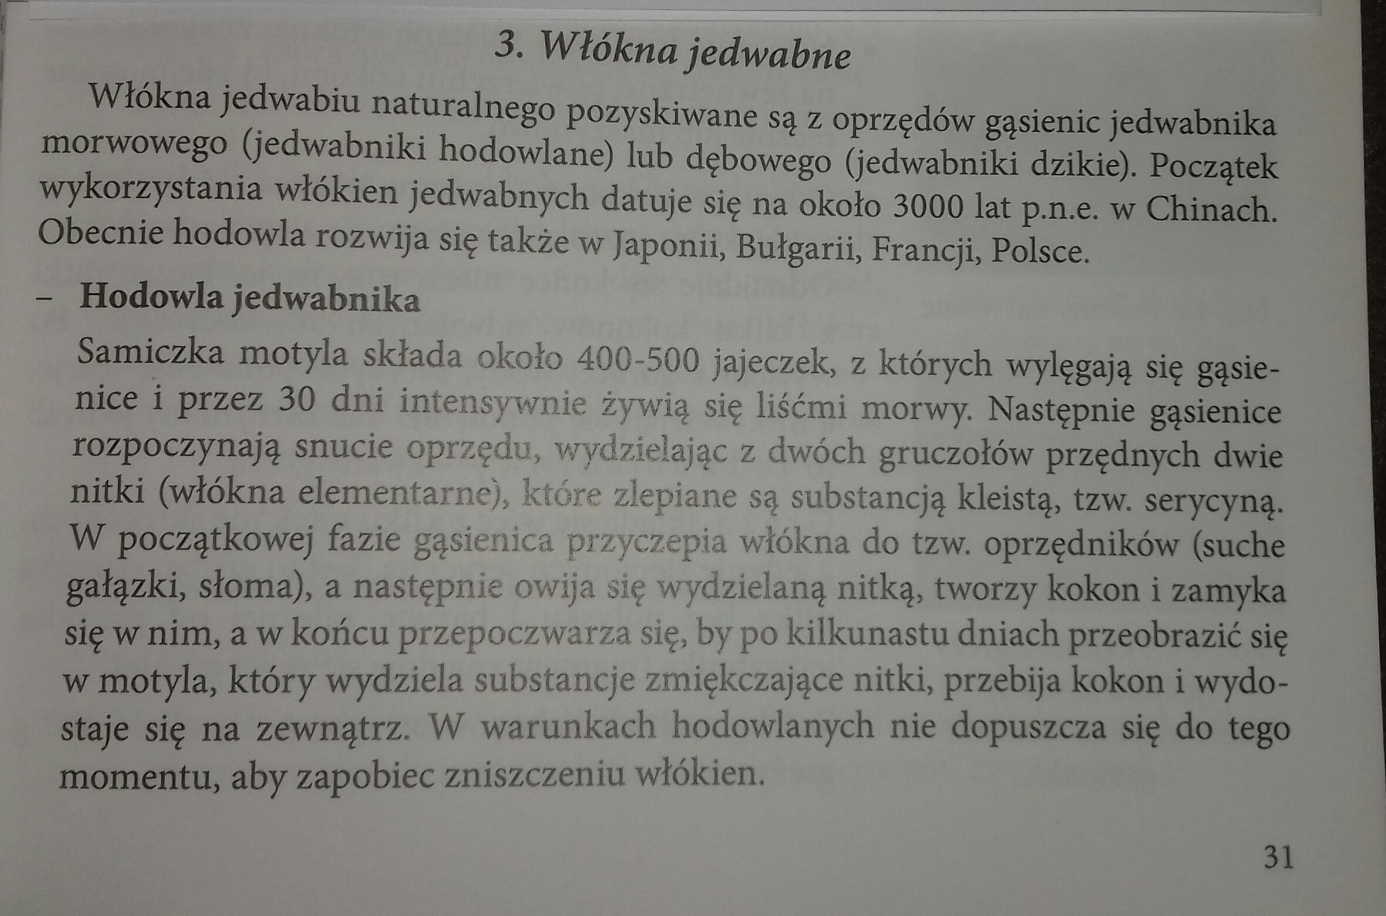 3. Włókna jedwabne
Włókna jedwabiu naturalnego pozyskiwane są z oprzędów gąsienic jedwabnika
morwowego (jedwabniki hodowlane) lub dębowego (jedwabniki dzikie). Początek
wykorzystania włókien jedwabnych datuje się na około 3000 lat p.n.e. w Chinach.
Obecnie hodowla rozwija się także w Japonii, Bułgarii, Francji, Polsce.
– Hodowla jedwabnika
Samiczka motyla składa około 400-500 jajeczek, z których wylęgają się gąsie-
nice i przez 30 dni intensywnie żywią się liśćmi morwy. Następnie gąsienice
rozpoczynają snucie oprzędu, wydzielając z dwóch gruczołów przędnych dwie
nitki (włókna elementarne), które zlepiane są substancją kleistą, tzw. serycyną.
W początkowej fazie gąsienica przyczepia włókna do tzw. oprzędników (suche
gałązki, słoma), a następnie owija się wydzielaną nitką, tworzy kokon i zamyka
się w nim, a w końcu przepoczwarza się, by po kilkunastu dniach przeobrazić się
w motyla, który wydziela substancje zmiękczające nitki, przebija kokon i wydo-
staje się na zewnątrz. W warunkach hodowlanych nie dopuszcza się do tego
momentu, aby zapobiec zniszczeniu włókien.
31